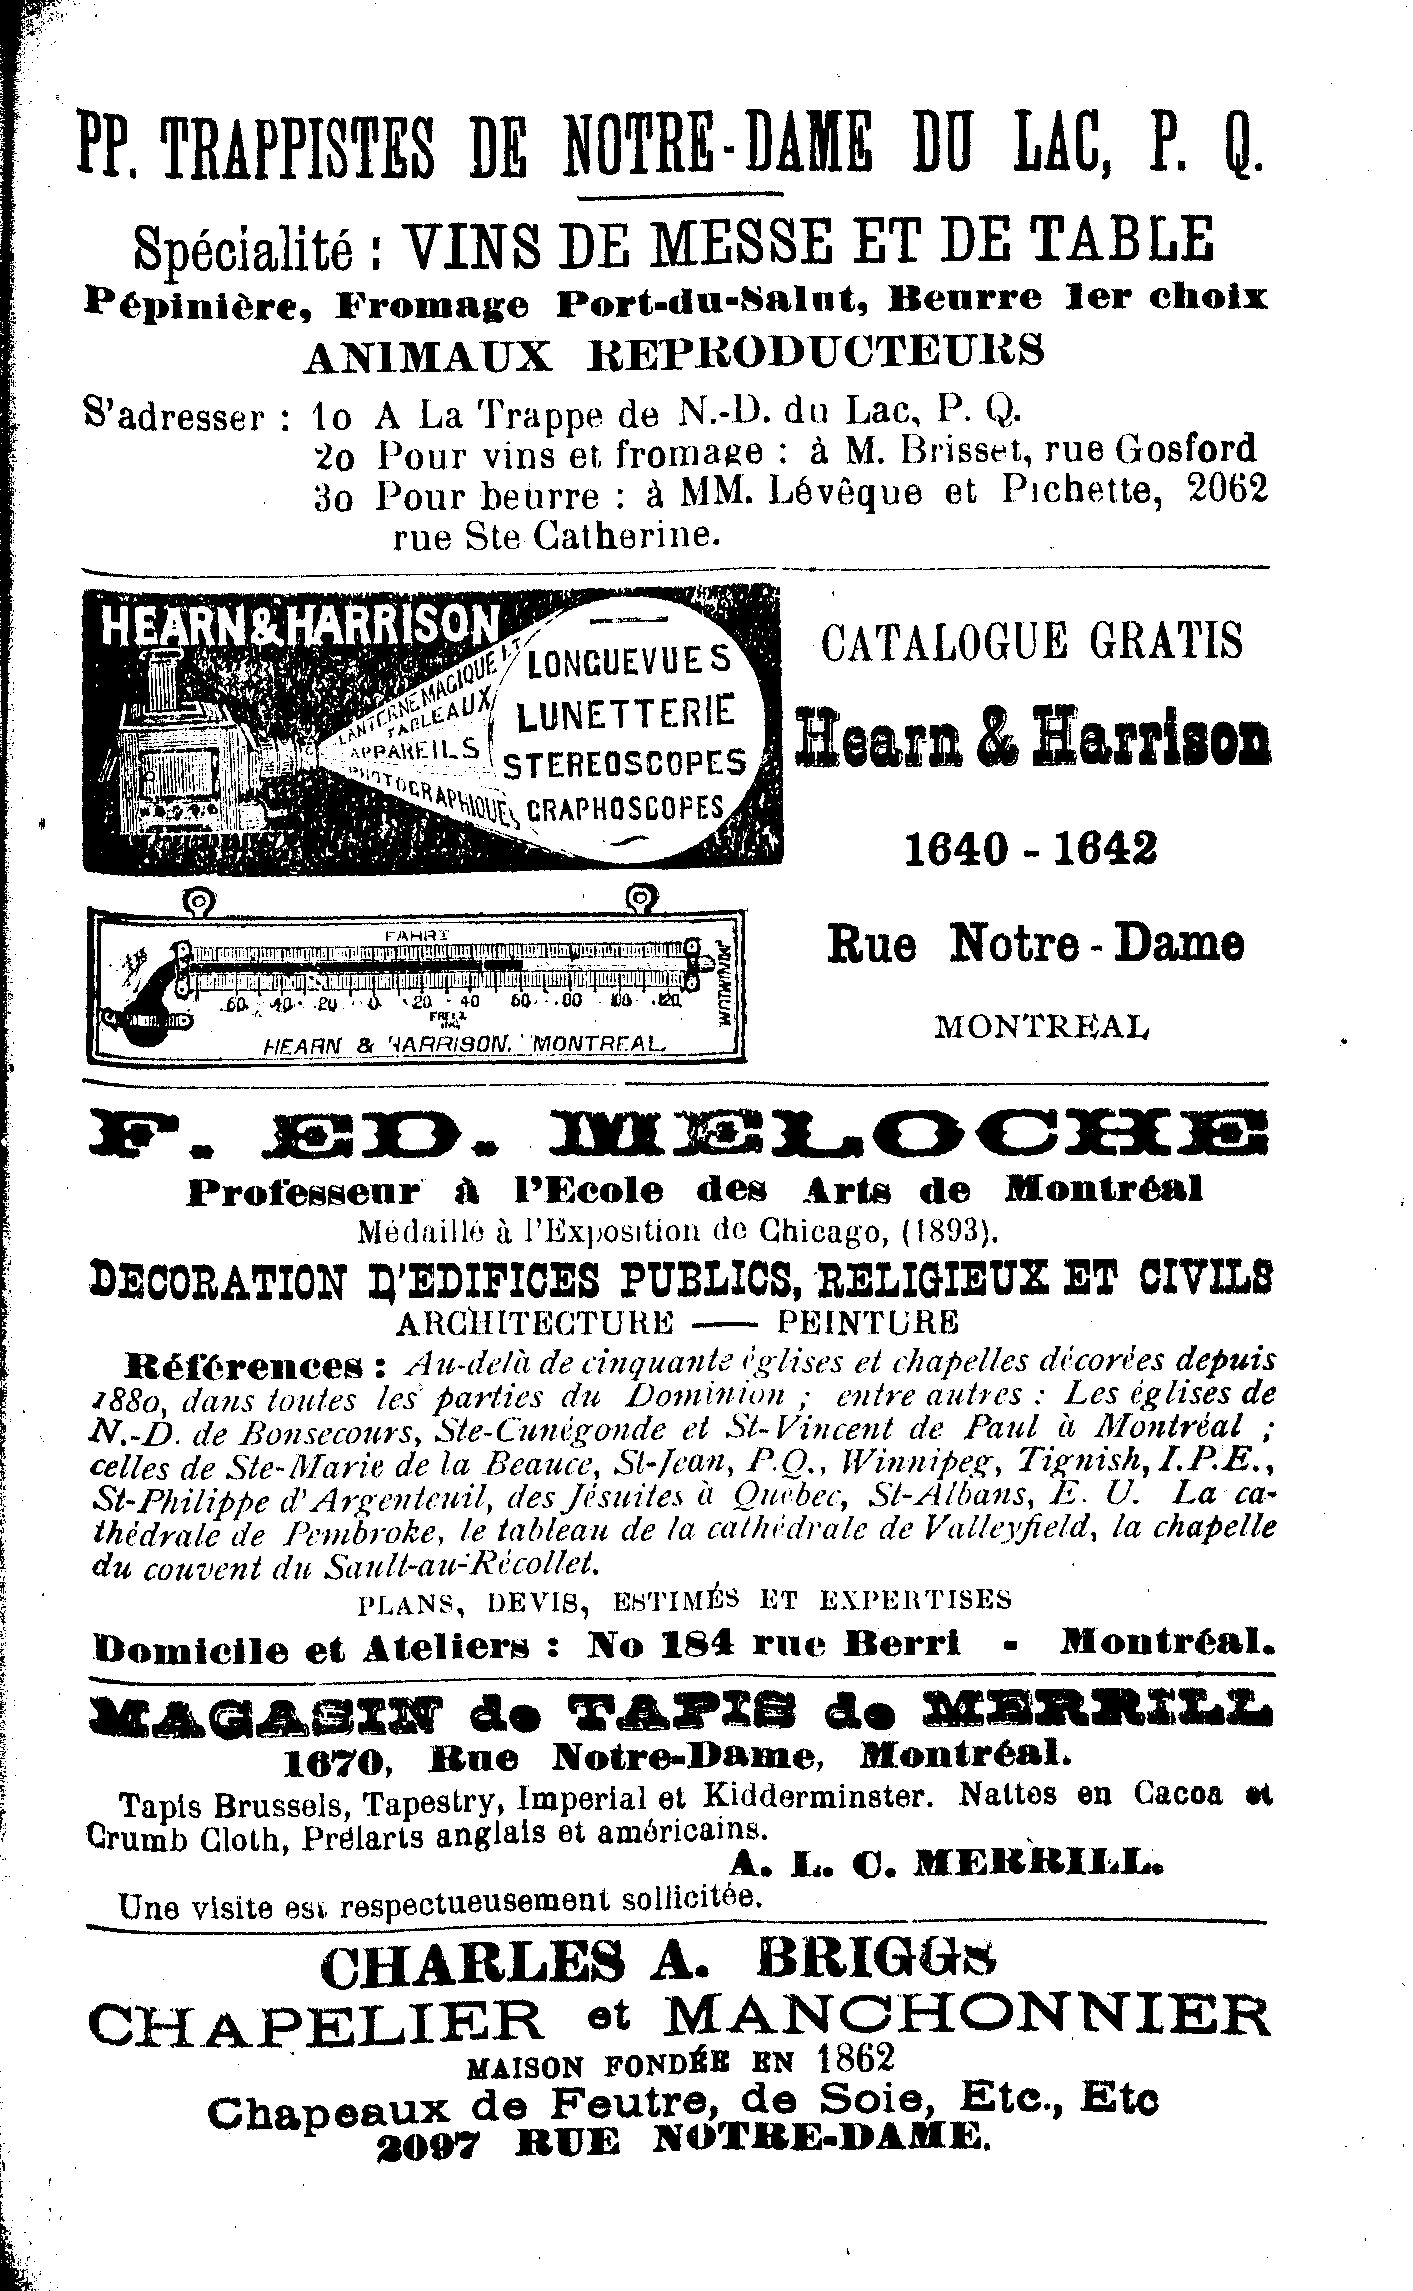 PP. TRAPPISTES DE NOTRE-DAME DU LAC, P. Q.
Spécialité : VINS DE MESSE ET DE TABLE
Pépinière, Fromage Port-du-Salut, Beurre 1er choix
ANIMAUX REPRODUCTEURS
S'adresser : 1o A La Trappe de N.-D. du Lac, P. Q.
2o Pour vins et fromage : à M. Brisset, rue Gosford
3o Pour beurre : à MM. Lévêque et Pichette, 2062
rue Ste Catherine.
HEARN & HARRISON
LANTERNE MAGIQUE ET
TABLEAUX
APPAREILS
PHOTOGRAPHIQUES
LONGUEVUES
LUNETTERIE
STEREOSCOPES
GRAPHOSCOPES
CATALOGUE GRATIS
Hearn & Harrison
1640 - 1642
Rue Notre-Dame
MONTREAL
FAHRT
HEARN & HARRISON, MONTREAL
F. ED. MELOCHE
Professeur à l'Ecole des Arts de Montréal
Médaillé à l'Exposition de Chicago, (1893).
DECORATION D'EDIFICES PUBLICS, RELIGIEUX ET CIVILS
ARCHITECTURE — PEINTURE
Références : Au-delà de cinquante églises et chapelles décorées depuis
1880, dans toutes les parties du Dominion ; entre autres : Les églises de
N.-D. de Bonsecours, Ste-Cunégonde et St-Vincent de Paul à Montréal ;
celles de Ste-Marie de la Beauce, St-Jean, P.Q., Winnipeg, Tignish, I.P.E.,
St-Philippe d'Argenteuil, des Jésuites à Québec, St-Albans, E. U. La ca-
thédrale de Pembroke, le tableau de la cathédrale de Valleyfield, la chapelle
du couvent du Sault-au-Récollet.
PLANS, DEVIS, ESTIMÉS ET EXPERTISES
Domicile et Ateliers : No 184 rue Berri - Montréal.
MAGASIN de TAPIS de MERRILL
1670, Rue Notre-Dame, Montréal.
Tapis Brussels, Tapestry, Imperial et Kidderminster. Nattes en Cacoa et
Crumb Cloth, Prélarts anglais et américains.
A. L. C. MERRILL.
Une visite est respectueusement sollicitée.
CHARLES A. BRIGGS
CHAPELIER et MANCHONNIER
MAISON FONDÉE EN 1862
Chapeaux de Feutre, de Soie, Etc., Etc
2097 RUE NOTRE-DAME.